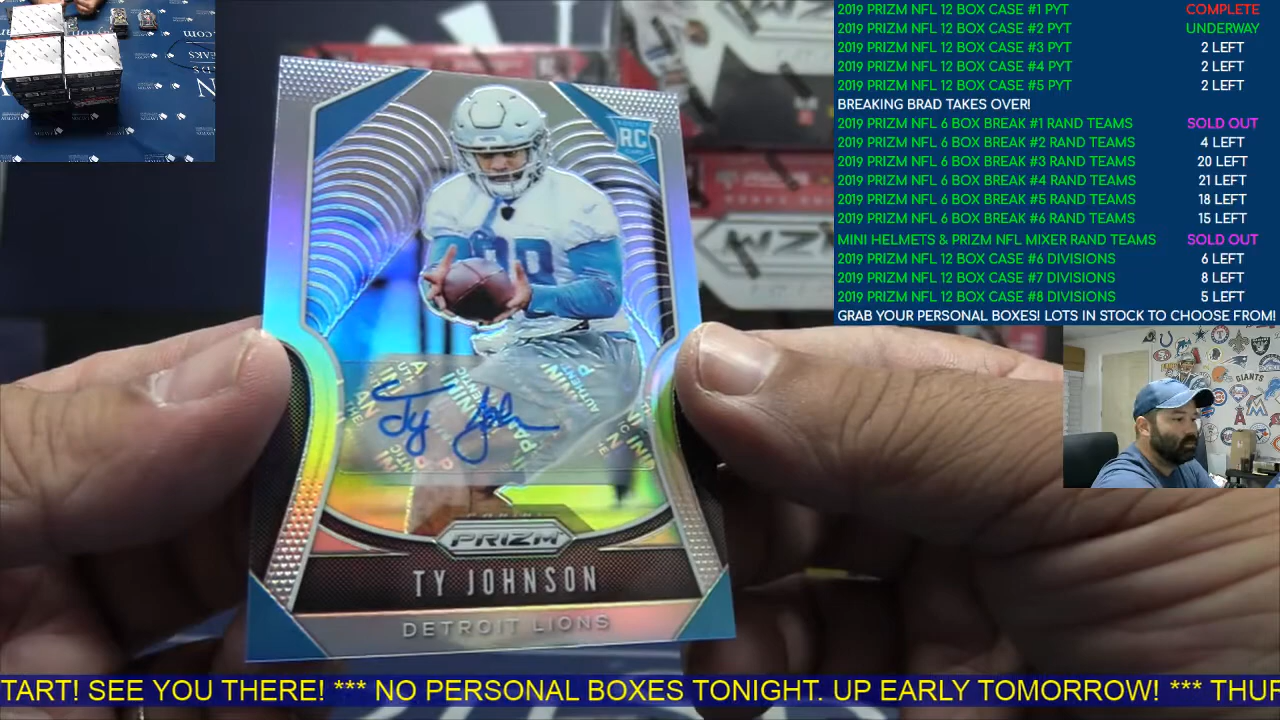 2019 PRIZM NFL 12 BOX CASE #1 PYT COMPLETE
2019 PRIZM NFL 12 BOX CASE #2 PYT UNDERWAY
2019 PRIZM NFL 12 BOX CASE #3 PYT 2 LEFT
2019 PRIZM NFL 12 BOX CASE #4 PYT 2 LEFT
2019 PRIZM NFL 12 BOX CASE #5 PYT 2 LEFT
BREAKING BRAD TAKES OVER!
2019 PRIZM NFL 6 BOX BREAK #1 RAND TEAMS SOLD OUT
2019 PRIZM NFL 6 BOX BREAK #2 RAND TEAMS 4 LEFT
2019 PRIZM NFL 6 BOX BREAK #3 RAND TEAMS 20 LEFT
2019 PRIZM NFL 6 BOX BREAK #4 RAND TEAMS 21 LEFT
2019 PRIZM NFL 6 BOX BREAK #5 RAND TEAMS 18 LEFT
2019 PRIZM NFL 6 BOX BREAK #6 RAND TEAMS 15 LEFT
MINI HELMETS & PRIZM NFL MIXER RAND TEAMS SOLD OUT
2019 PRIZM NFL 12 BOX CASE #6 DIVISIONS 6 LEFT
2019 PRIZM NFL 12 BOX CASE #7 DIVISIONS 8 LEFT
2019 PRIZM NFL 12 BOX CASE #8 DIVISIONS 5 LEFT
GRAB YOUR PERSONAL BOXES! LOTS IN STOCK TO CHOOSE FROM!
RC
Ty John
PRIZM
TY JOHNSON
DETROIT LIONS
GIANTS
TART! SEE YOU THERE! *** NO PERSONAL BOXES TONIGHT. UP EARLY TOMORROW! *** THUR